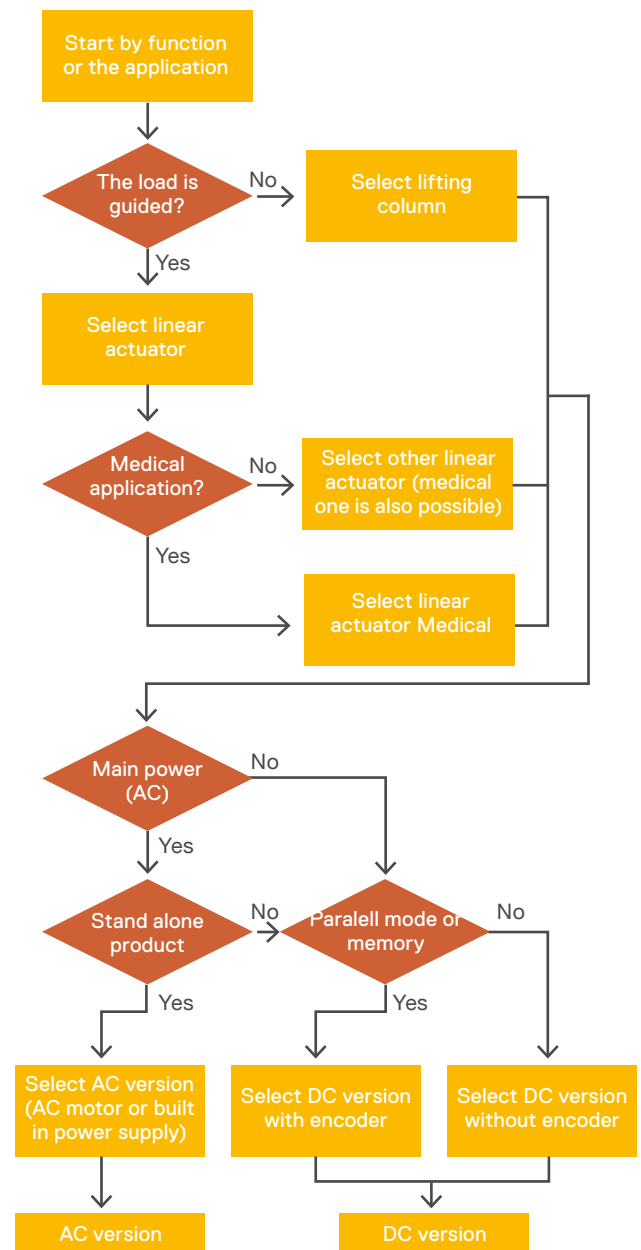 Start by function
or the application
The load is
guided?
No
Select lifting
column
Yes
Select linear
actuator
Medical
application?
No
Select other linear
actuator (medical
one is also possible)
Yes
Select linear
actuator Medical
Main power
(AC)
No
Yes
Stand alone
product
No
Paralell mode or
memory
No
Yes
Yes
Select AC version
(AC motor or built
in power supply)
Select DC version
with encoder
Select DC version
without encoder
AC version
DC version